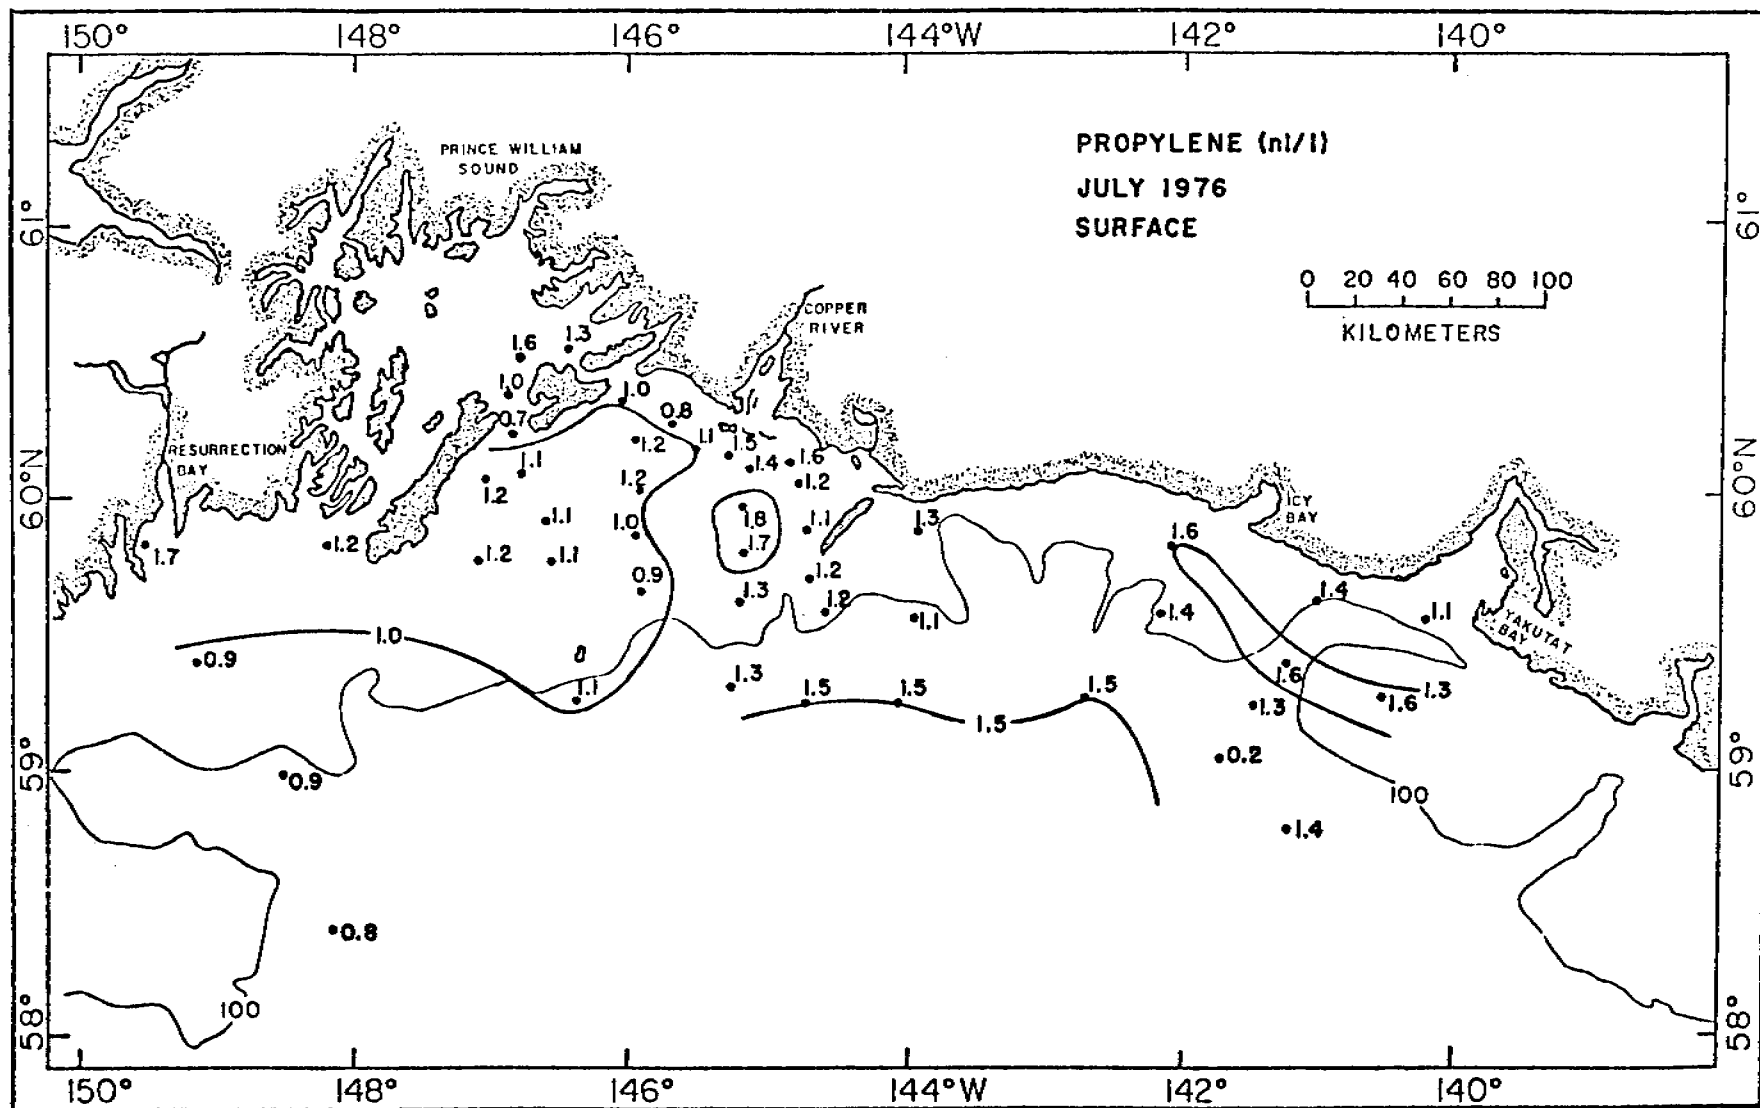 150° 148° 146° 144°W 142° 140°
PROPYLENE (nl/l)
JULY 1976
SURFACE
PRINCE WILLIAM
SOUND
61° 61°
0 20 40 60 80 100
KILOMETERS
COPPER
RIVER
1.6 1.3
1.0 1.0
0.7 0.8
1.2 1.1 1.5
1.4 1.6
RESURRECTION
BAY
1.1
1.2 1.2 1.2
60°N 60°N
ICY
BAY
1.1 1.0 1.8 1.1 1.3
1.7 1.2 1.2 1.1 1.7 1.6
0.9 1.2
1.3 1.2 1.1 1.4 1.4 1.1
YAKUTAT
BAY
1.0
0.9 1.6
1.1 1.3 1.5 1.5 1.5 1.3 1.6 1.3
1.5
0.2
59° 59°
0.9 100
1.4
0.8
100
58° 58°
150° 148° 146° 144°W 142° 140°